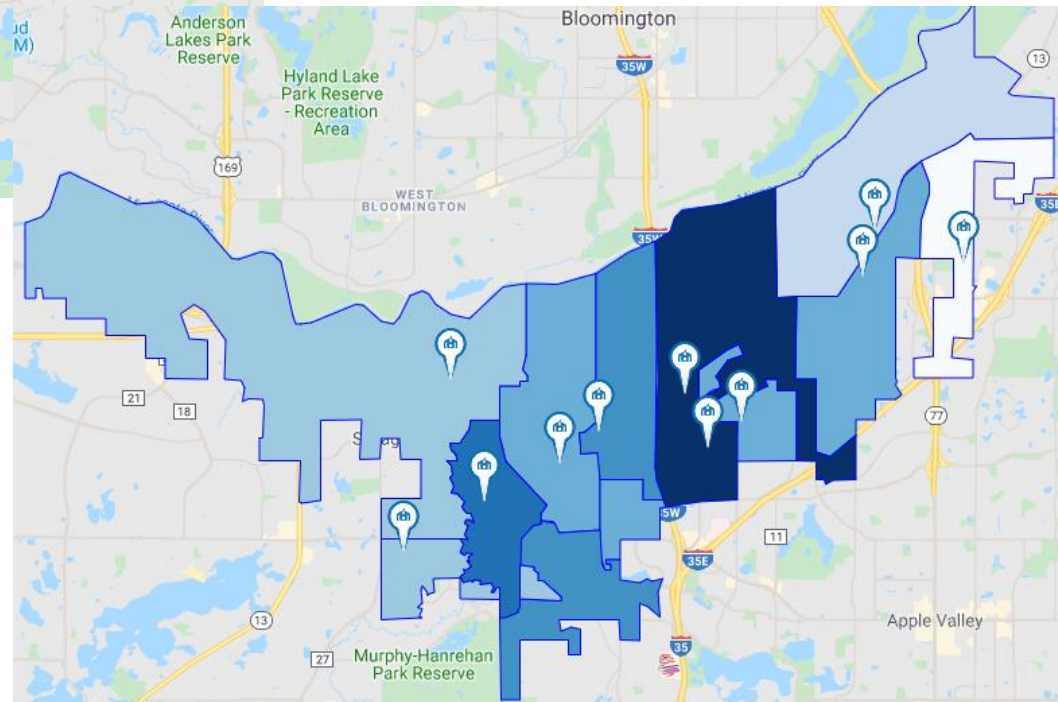 Bloomington
Anderson
Lakes Park
Reserve
M)
35W
13
Hyland Lake
Park Reserve
- Recreation
Area
169
WEST
BLOOMINGTON
35E
35W
21
18
77
35W
11
35E
13
Apple Valley
27
Murphy-Hanrehan
Park Reserve
35